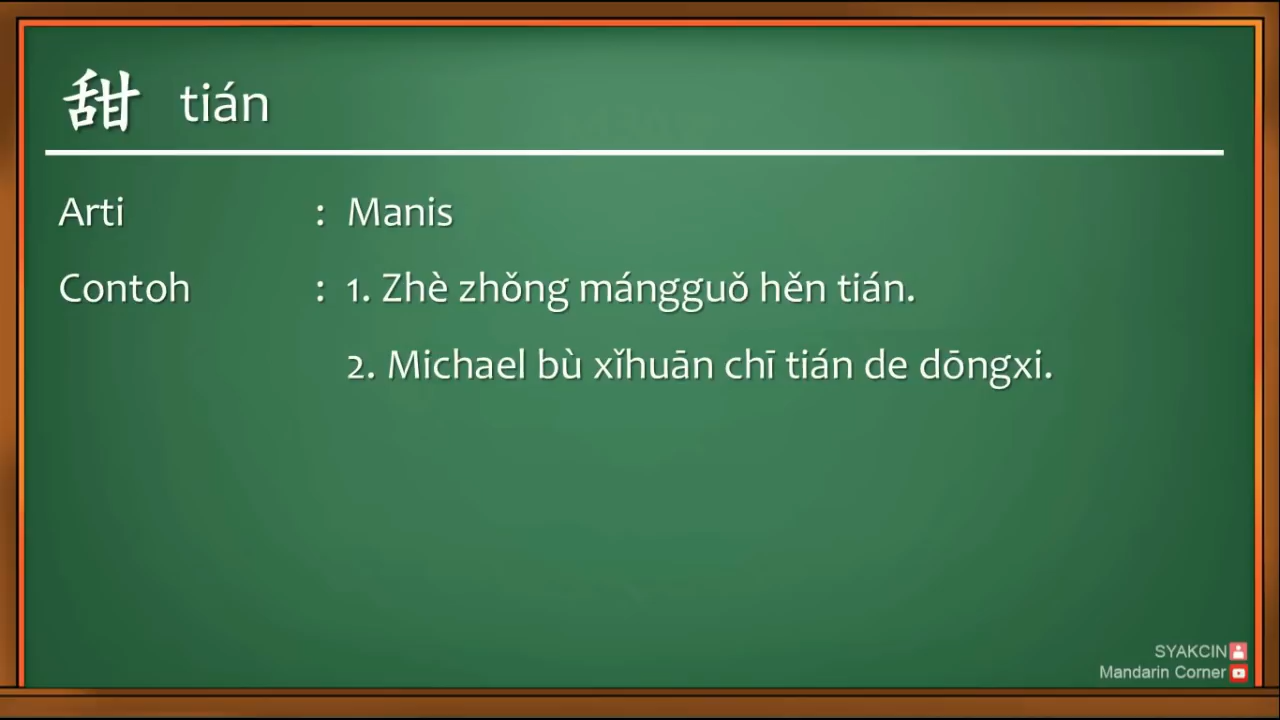 甜 tián
Arti : Manis
Contoh : 1. Zhè zhǒng mángguǒ hěn tián.
2. Michael bù xǐhuān chī tián de dōngxi.
SYAKCIN
Mandarin Corner